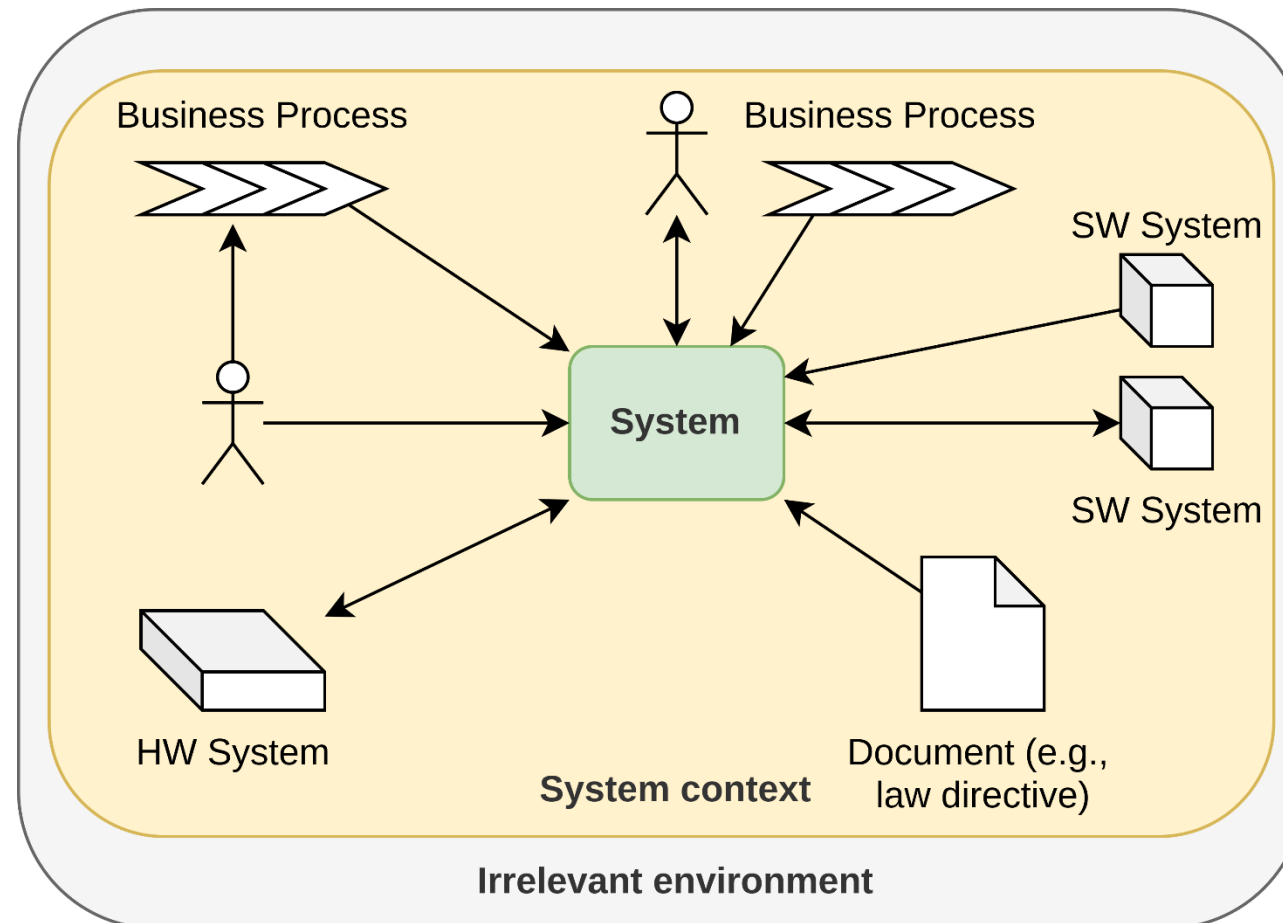 Business Process
Business Process
SW System
System
SW System
HW System
Document (e.g.,
law directive)
System context
Irrelevant environment